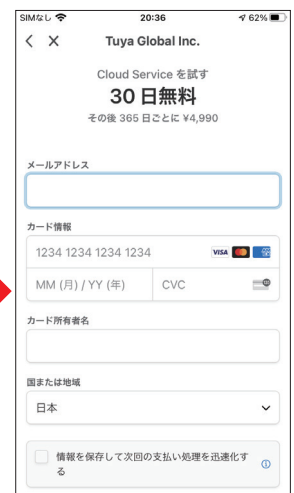 SIMなし 20:36 62%
Tuya Global Inc.
Cloud Service を試す
30 日無料
その後 365 日ごとに ¥4,990
メールアドレス
カード情報
1234 1234 1234 1234 VISA
MM (月) / YY (年) CVC
カード所有者名
国または地域
日本
情報を保存して次回の支払い処理を迅速化す
る